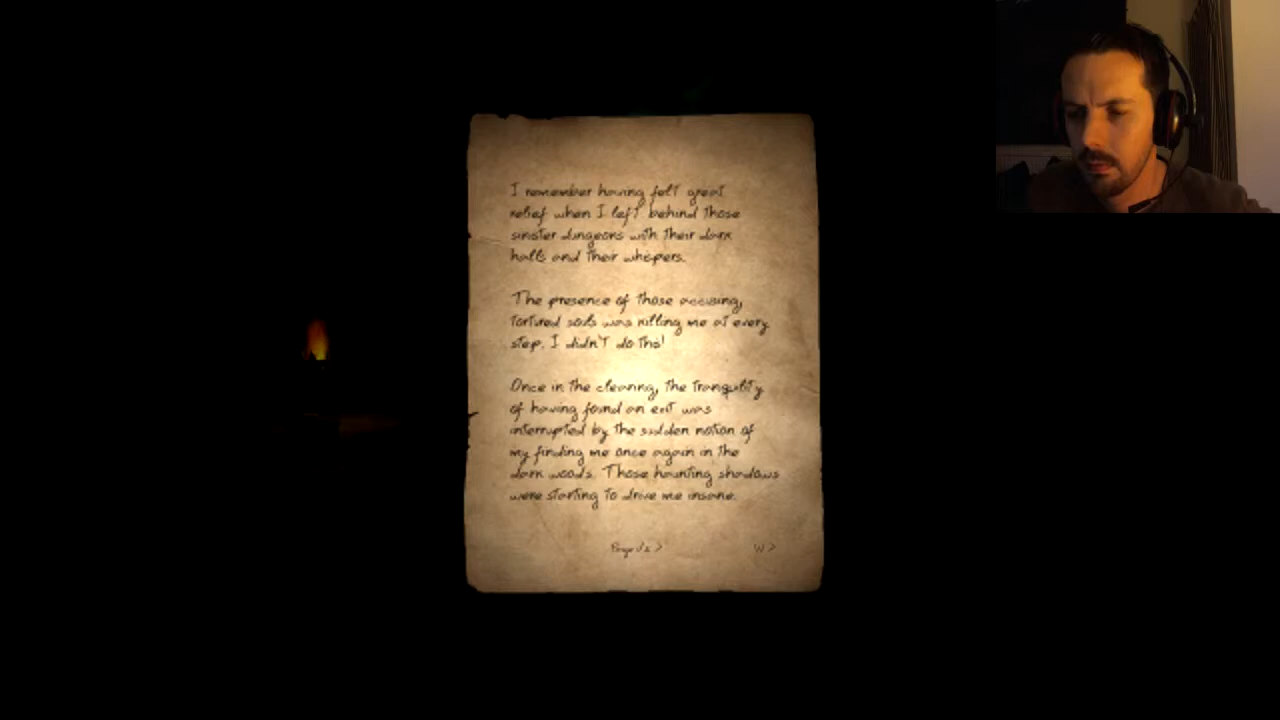 I remember having felt great
relief when I left behind those
sinister dungeons with their dark
halls and their whispers.
The presence of those accusing,
tortured souls was killing me at every
step. I didn't do this!
Once in the clearing, the tranquility
of having found an exit was
interrupted by the sudden notion of
my finding me once again in the
dark woods. Those haunting shadows
were starting to drive me insane.
Page 1/2 >
W >